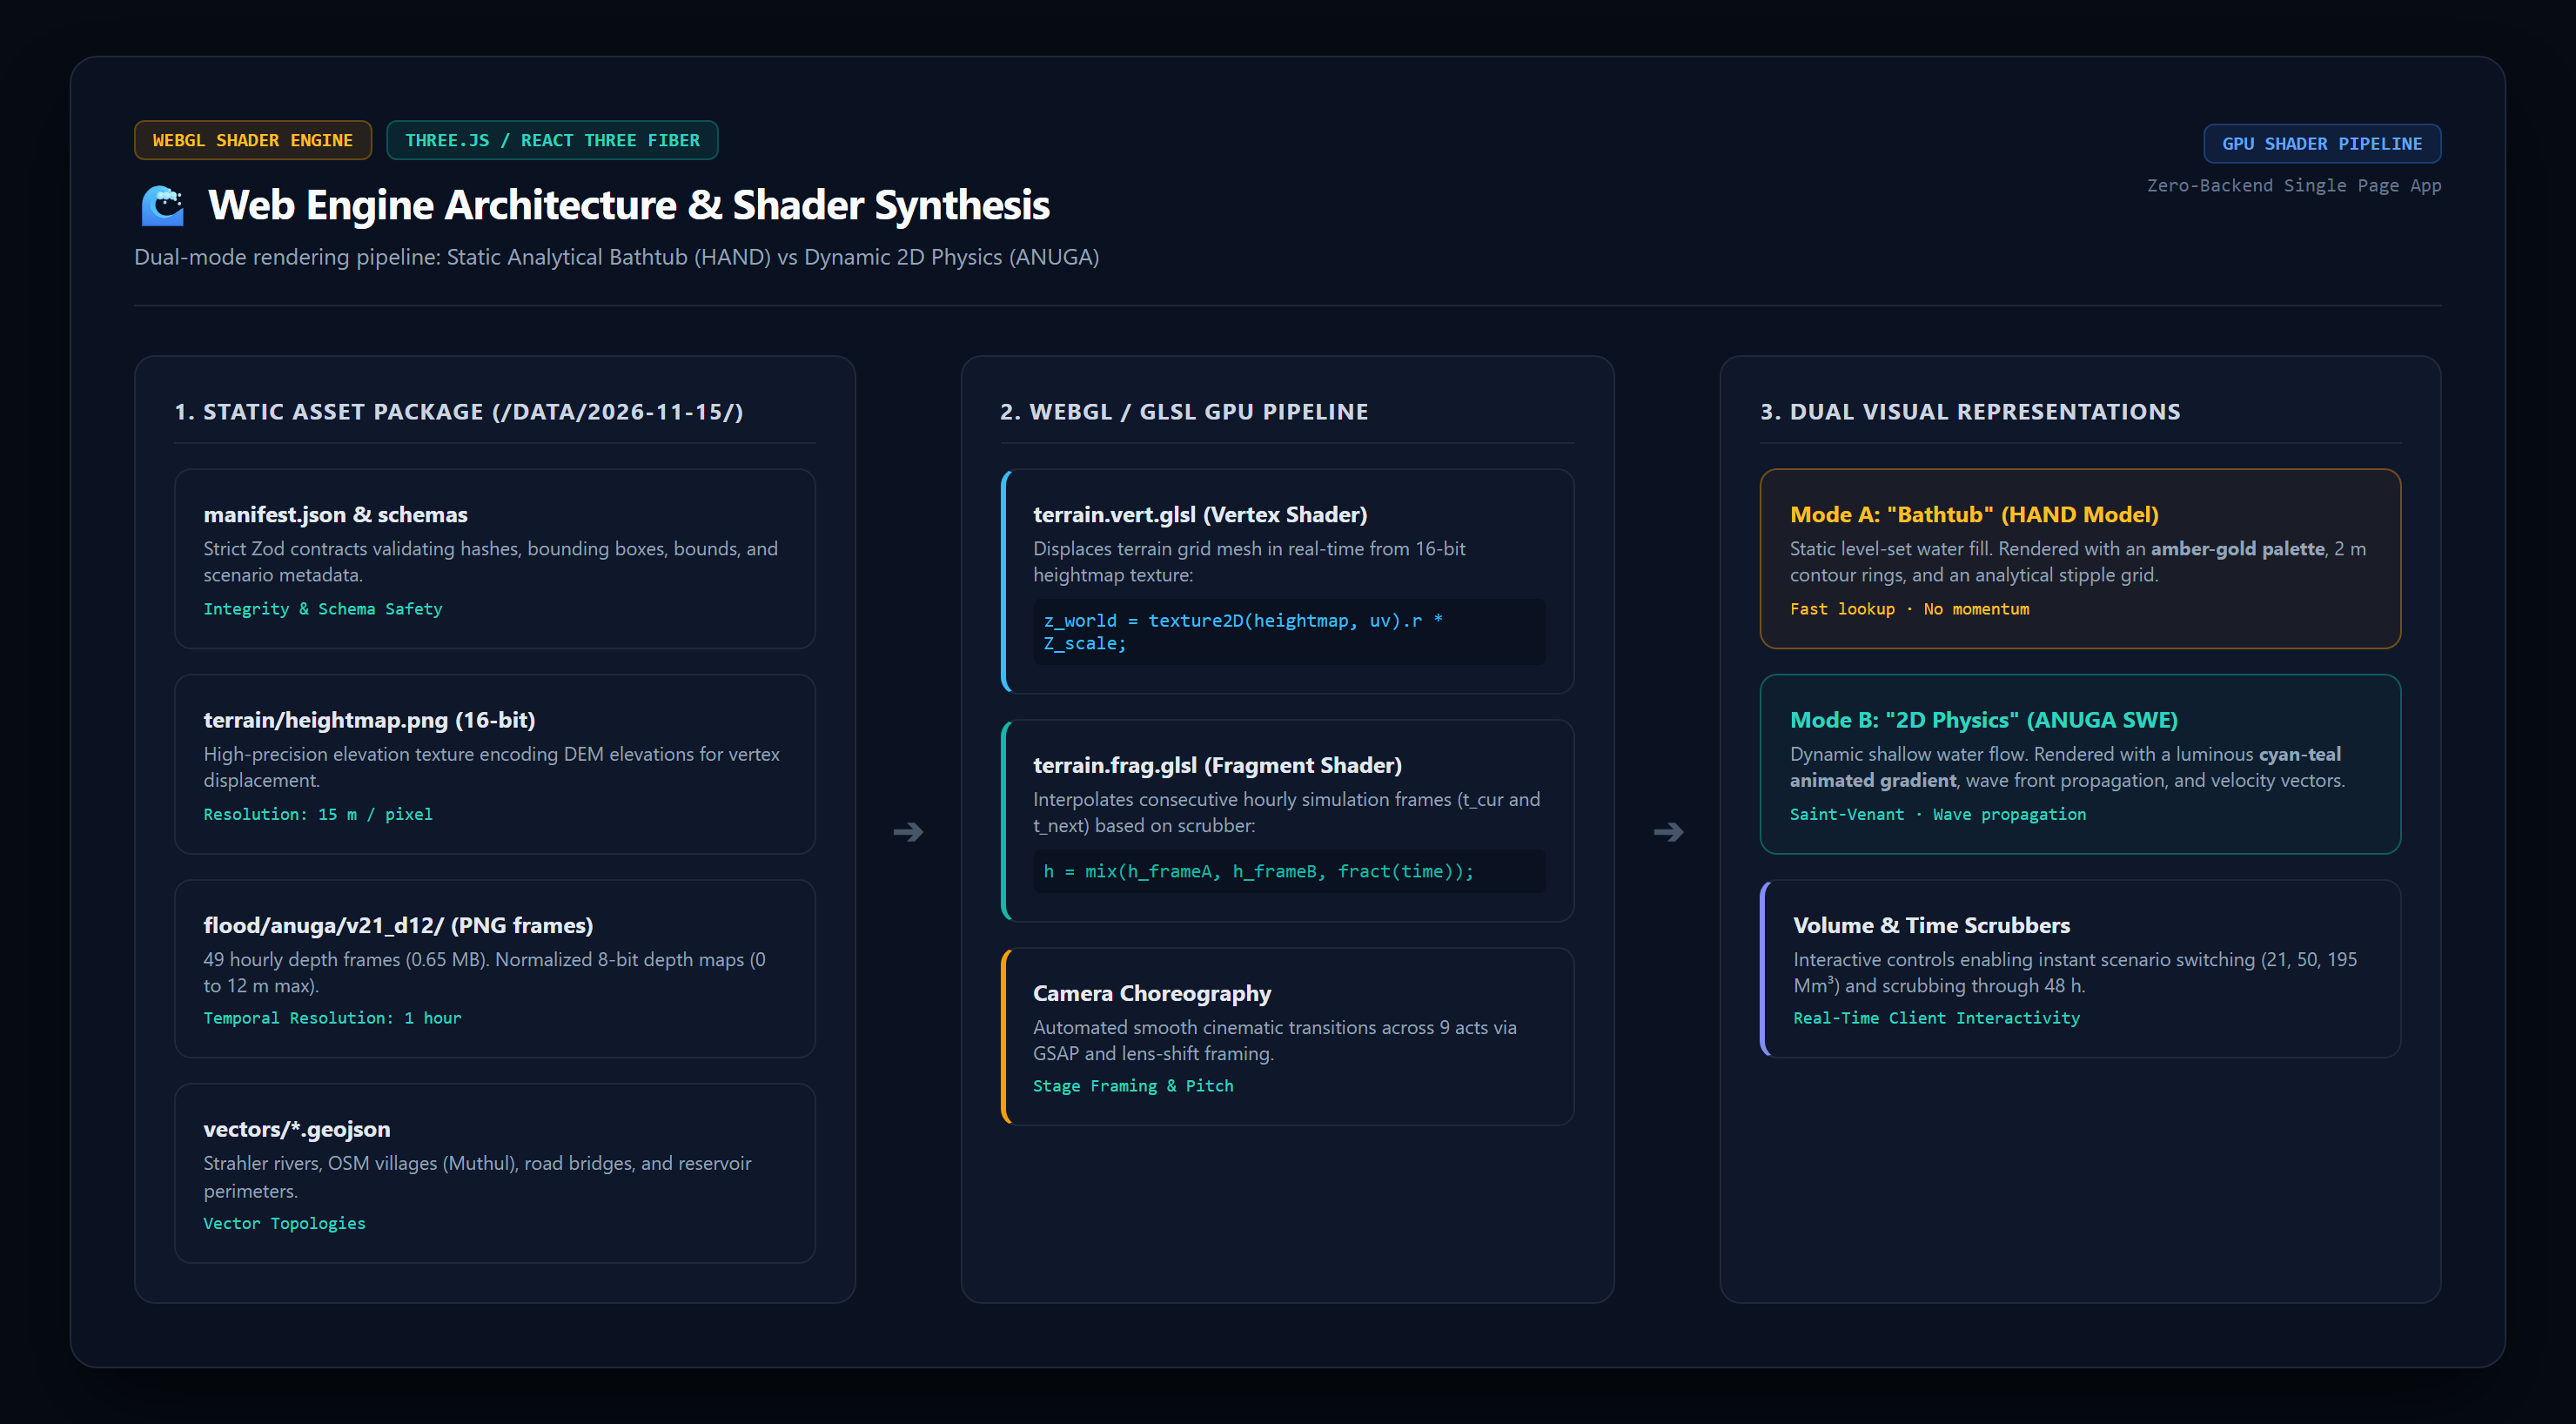 WEBGL SHADER ENGINE
THREE.JS / REACT THREE FIBER
GPU SHADER PIPELINE
Zero-Backend Single Page App
🌊 Web Engine Architecture & Shader Synthesis
Dual-mode rendering pipeline: Static Analytical Bathtub (HAND) vs Dynamic 2D Physics (ANUGA)
1. STATIC ASSET PACKAGE (/DATA/2026-11-15/)
manifest.json & schemas
Strict Zod contracts validating hashes, bounding boxes, bounds, and
scenario metadata.
Integrity & Schema Safety
terrain/heightmap.png (16-bit)
High-precision elevation texture encoding DEM elevations for vertex
displacement.
Resolution: 15 m / pixel
flood/anuga/v21_d12/ (PNG frames)
49 hourly depth frames (0.65 MB). Normalized 8-bit depth maps (0
to 12 m max).
Temporal Resolution: 1 hour
vectors/*.geojson
Strahler rivers, OSM villages (Muthul), road bridges, and reservoir
perimeters.
Vector Topologies
➔
2. WEBGL / GLSL GPU PIPELINE
terrain.vert.glsl (Vertex Shader)
Displaces terrain grid mesh in real-time from 16-bit
heightmap texture:
z_world = texture2D(heightmap, uv).r *
Z_scale;
terrain.frag.glsl (Fragment Shader)
Interpolates consecutive hourly simulation frames (t_cur and
t_next) based on scrubber:
h = mix(h_frameA, h_frameB, fract(time));
Camera Choreography
Automated smooth cinematic transitions across 9 acts via
GSAP and lens-shift framing.
Stage Framing & Pitch
➔
3. DUAL VISUAL REPRESENTATIONS
Mode A: "Bathtub" (HAND Model)
Static level-set water fill. Rendered with an amber-gold palette, 2 m
contour rings, and an analytical stipple grid.
Fast lookup · No momentum
Mode B: "2D Physics" (ANUGA SWE)
Dynamic shallow water flow. Rendered with a luminous cyan-teal
animated gradient, wave front propagation, and velocity vectors.
Saint-Venant · Wave propagation
Volume & Time Scrubbers
Interactive controls enabling instant scenario switching (21, 50, 195
Mm³) and scrubbing through 48 h.
Real-Time Client Interactivity